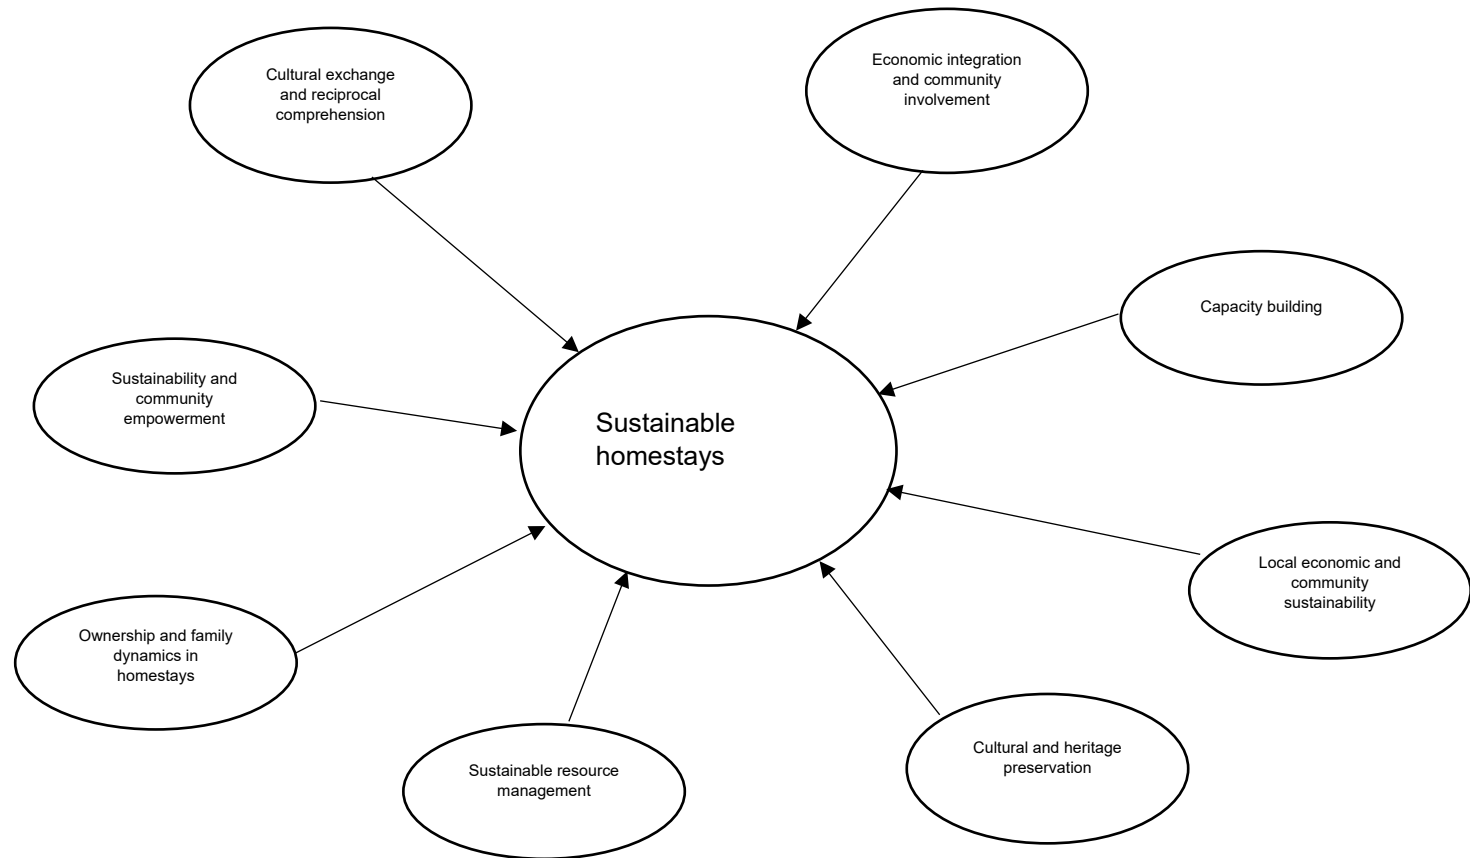 Cultural exchange
and reciprocal
comprehension
Economic integration
and community
involvement
Capacity building
Sustainability and
community
empowerment
Sustainable
homestays
Local economic and
community
sustainability
Ownership and family
dynamics in
homestays
Sustainable resource
management
Cultural and heritage
preservation